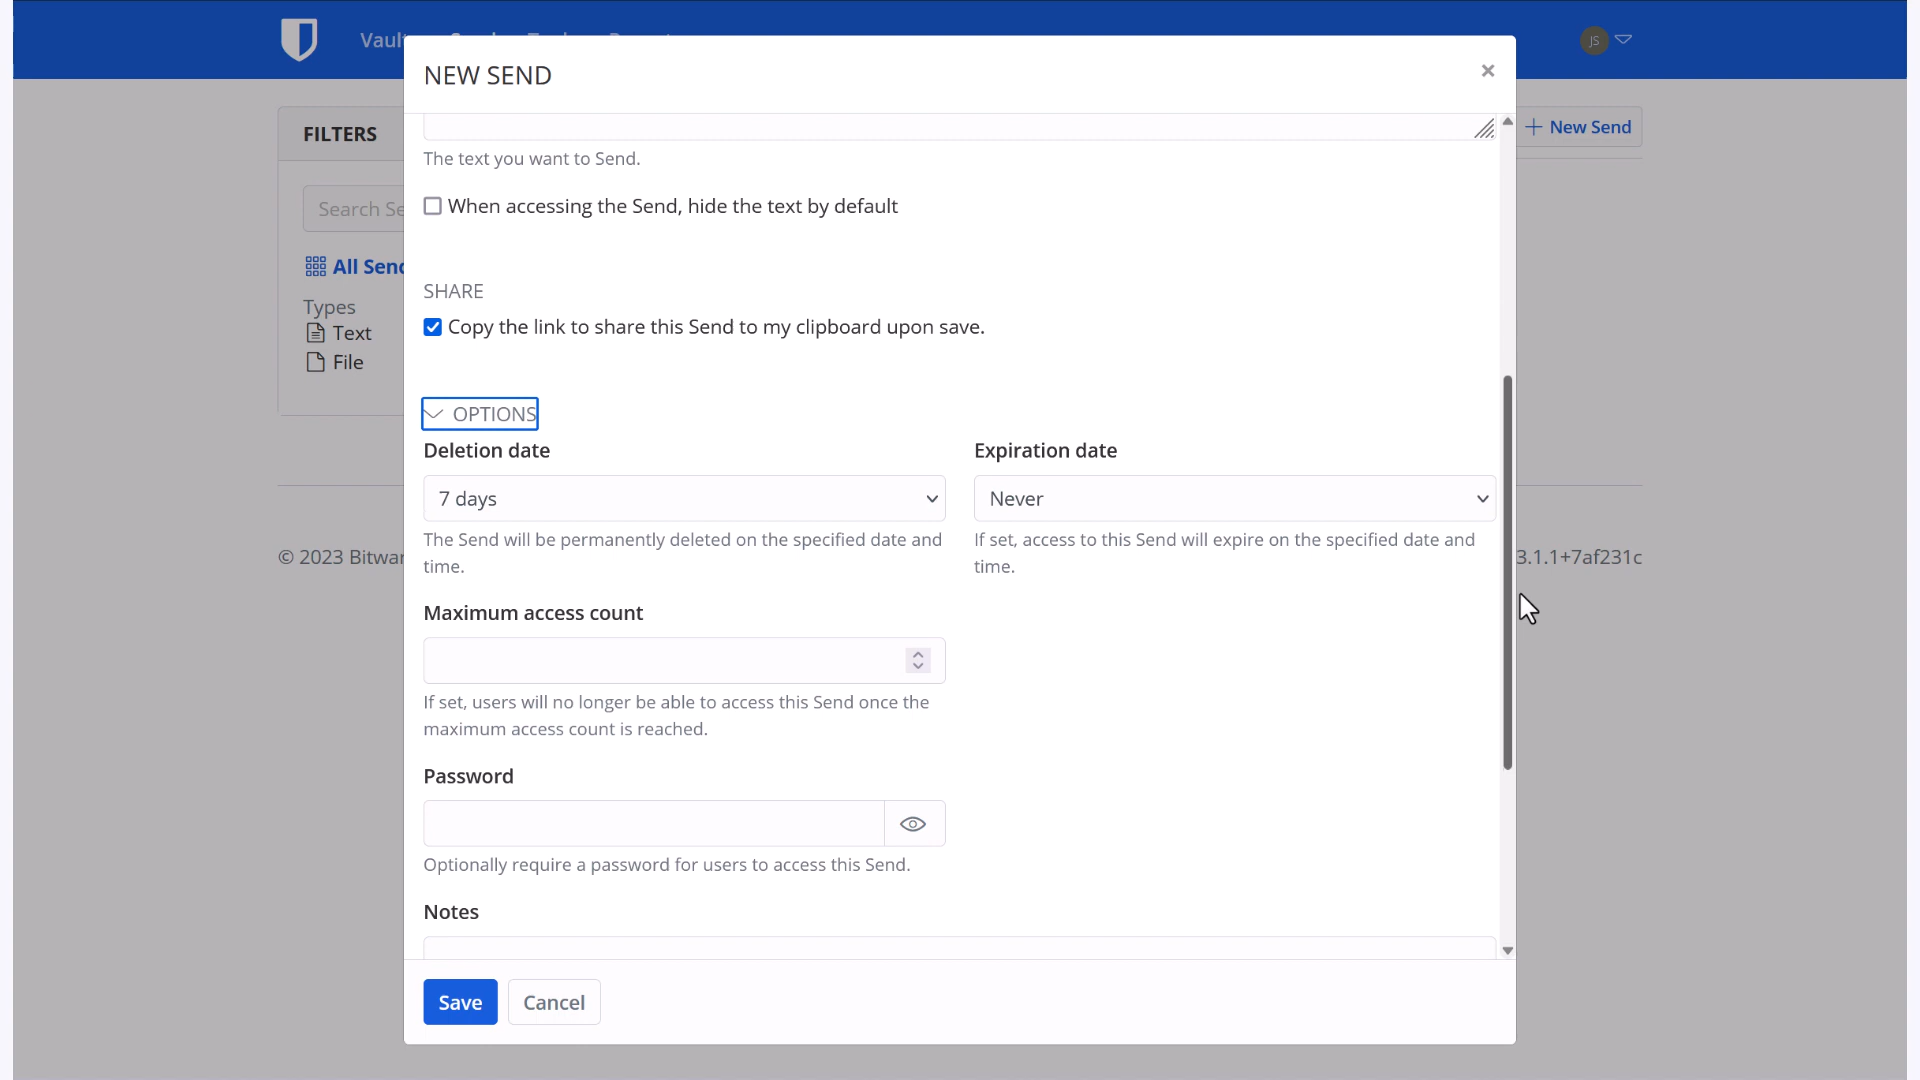 Vaul
JS
NEW SEND
FILTERS
New Send
The text you want to Send.
Search Se
When accessing the Send, hide the text by default
All Send
Types
Text
File
SHARE
Copy the link to share this Send to my clipboard upon save.
OPTIONS
Deletion date
Expiration date
7 days
Never
The Send will be permanently deleted on the specified date and
time.
If set, access to this Send will expire on the specified date and
time.
© 2023 Bitwar
3.1.1+7af231c
Maximum access count
If set, users will no longer be able to access this Send once the
maximum access count is reached.
Password
Optionally require a password for users to access this Send.
Notes
Save
Cancel